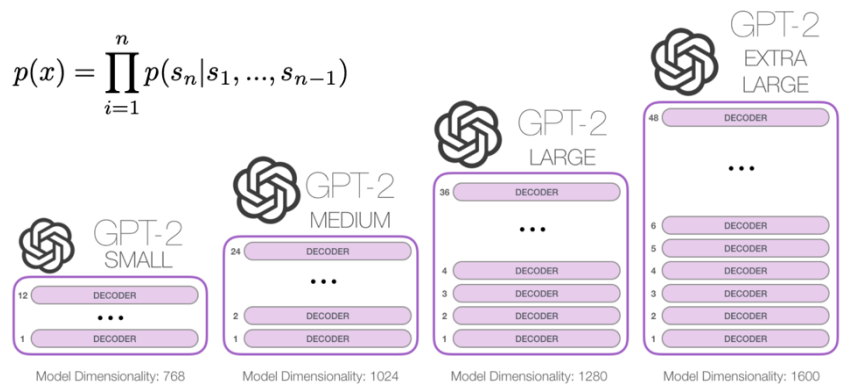 p(x) = ∏_{i=1}^{n} p(s_n|s_1, ..., s_{n-1})
GPT-2
SMALL
12 DECODER
...
1 DECODER
Model Dimensionality: 768
GPT-2
MEDIUM
24 DECODER
...
2 DECODER
1 DECODER
Model Dimensionality: 1024
GPT-2
LARGE
36 DECODER
...
4 DECODER
3 DECODER
2 DECODER
1 DECODER
Model Dimensionality: 1280
GPT-2
EXTRA
LARGE
48 DECODER
...
6 DECODER
5 DECODER
4 DECODER
3 DECODER
2 DECODER
1 DECODER
Model Dimensionality: 1600